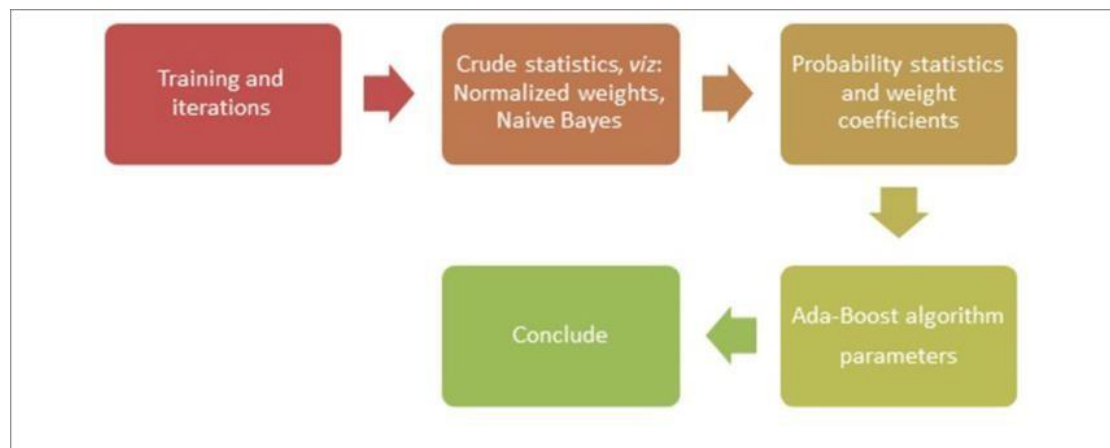 Training and
iterations
Crude statistics, viz:
Normalized weights,
Naive Bayes
Probability statistics
and weight
coefficients
Ada-Boost algorithm
parameters
Conclude